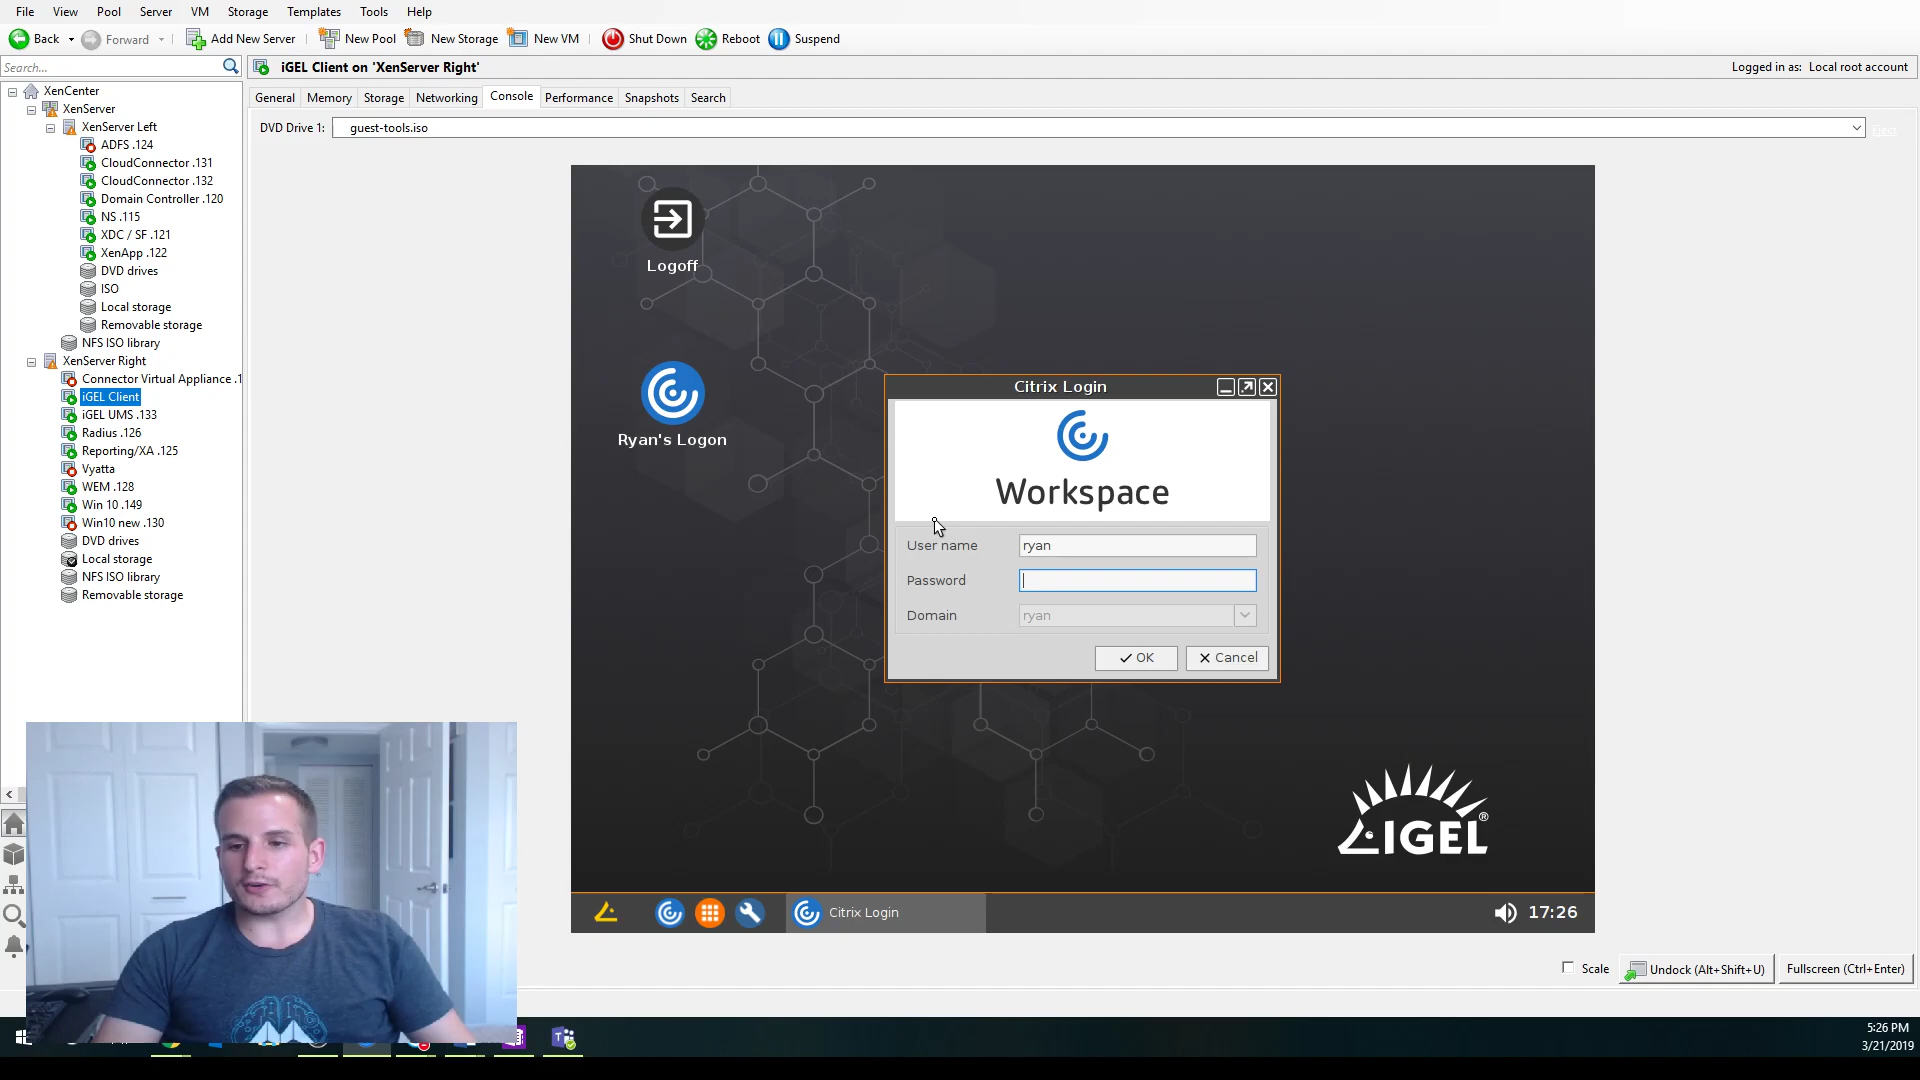 File View Pool Server VM Storage Templates Tools Help
Back Forward Add New Server New Pool New Storage New VM Shut Down Reboot Suspend
Search...
iGEL Client on 'XenServer Right'
Logged in as: Local root account
General Memory Storage Networking Console Performance Snapshots Search
DVD Drive 1: guest-tools.iso
Eject
XenCenter
XenServer
XenServer Left
ADFS .124
CloudConnector .131
CloudConnector .132
Domain Controller .120
NS .115
XDC / SF .121
XenApp .122
DVD drives
ISO
Local storage
Removable storage
NFS ISO library
XenServer Right
Connector Virtual Appliance .1
iGEL Client
iGEL UMS .133
Radius .126
Reporting/XA .125
Vyatta
WEM .128
Win 10 .149
Win10 new .130
DVD drives
Local storage
NFS ISO library
Removable storage
Logoff
Ryan's Logon
Citrix Login
Workspace
User name ryan
Password
Domain ryan
OK Cancel
IGEL®
Citrix Login
17:26
Scale
Undock (Alt+Shift+U)
Fullscreen (Ctrl+Enter)
5:26 PM
3/21/2019